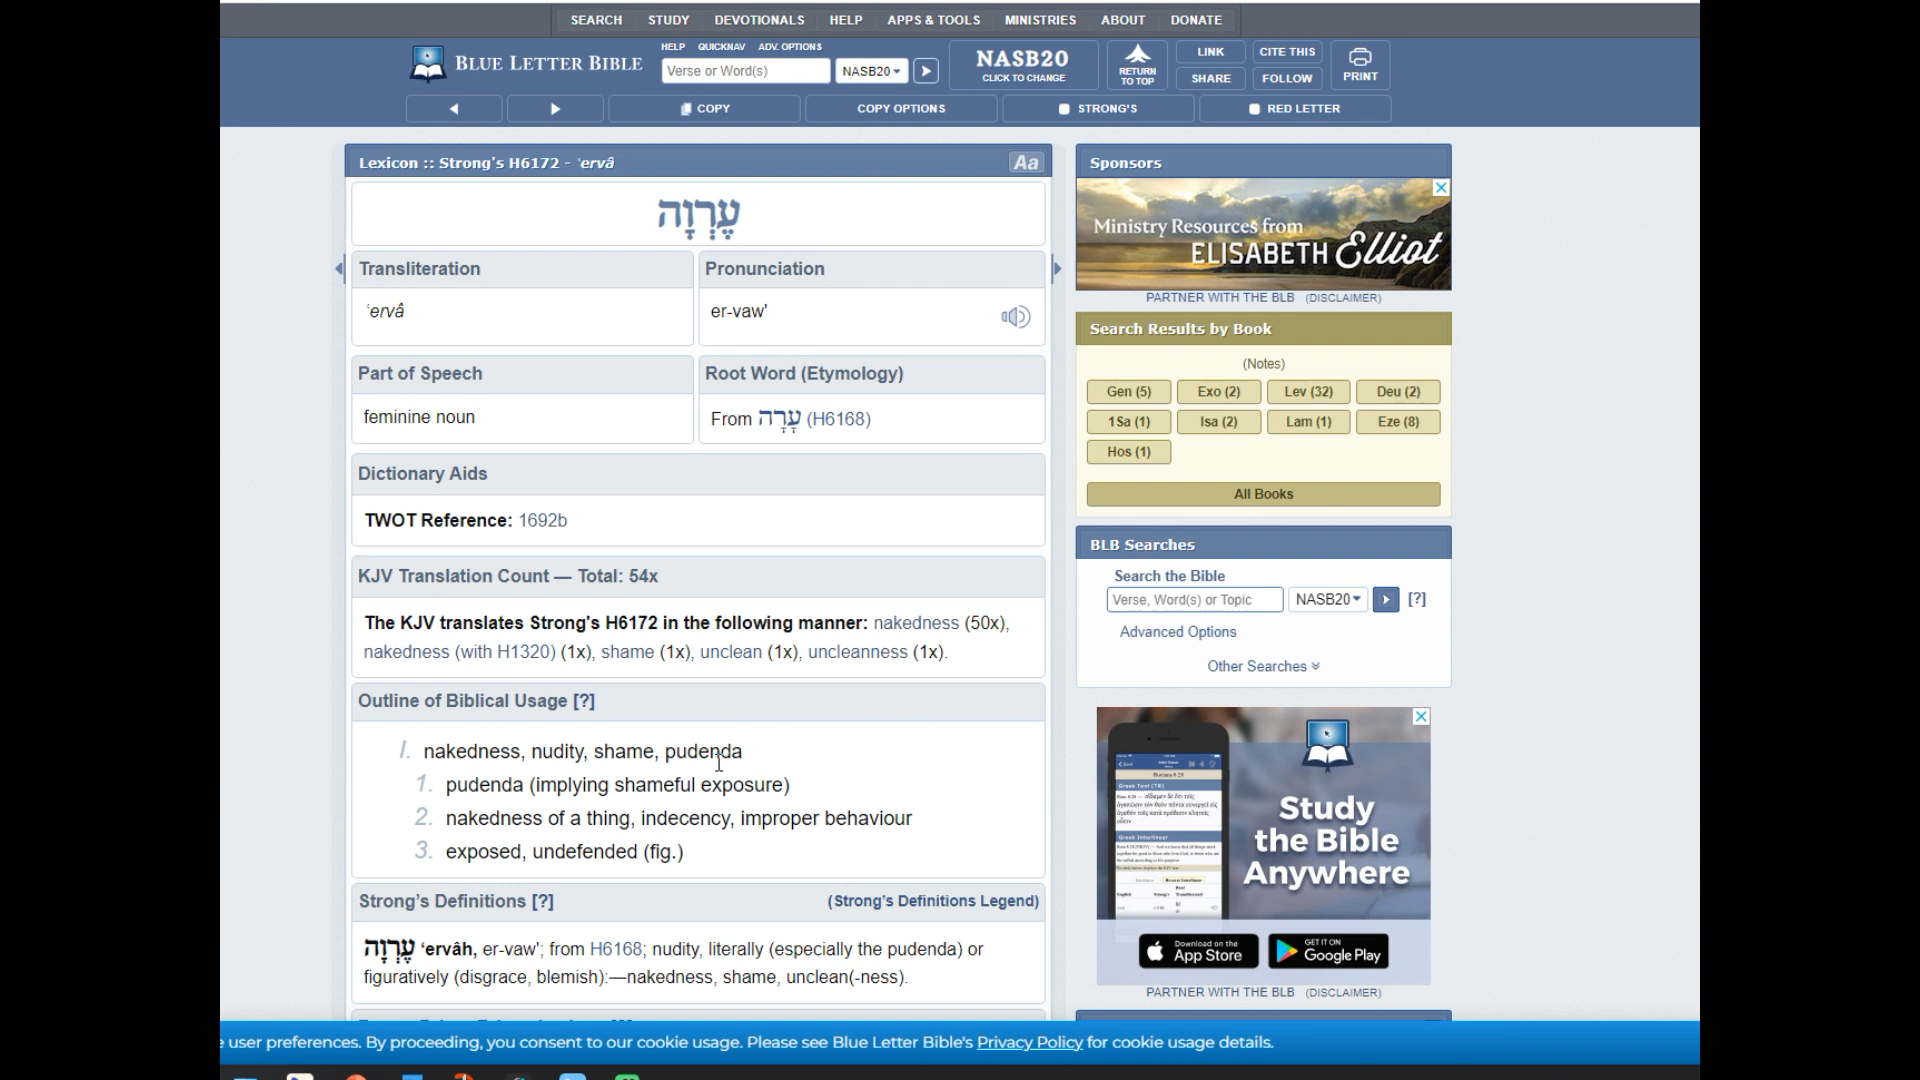 SEARCH STUDY DEVOTIONALS HELP APPS & TOOLS MINISTRIES ABOUT DONATE
BLUE LETTER BIBLE
HELP QUICKNAV ADV. OPTIONS
Verse or Word(s) NASB20
NASB20
CLICK TO CHANGE
RETURN
TO TOP
LINK CITE THIS
SHARE FOLLOW
PRINT
COPY COPY OPTIONS STRONG'S RED LETTER
Lexicon :: Strong's H6172 - ʿervâ Aa
עֶרְוָה
Transliteration
ʿervâ
Pronunciation
er-vaw'
Part of Speech
feminine noun
Root Word (Etymology)
From עָרָה (H6168)
Dictionary Aids
TWOT Reference: 1692b
KJV Translation Count — Total: 54x
The KJV translates Strong's H6172 in the following manner: nakedness (50x),
nakedness (with H1320) (1x), shame (1x), unclean (1x), uncleanness (1x).
Outline of Biblical Usage [?]
I. nakedness, nudity, shame, pudenda
1. pudenda (implying shameful exposure)
2. nakedness of a thing, indecency, improper behaviour
3. exposed, undefended (fig.)
Strong's Definitions [?] (Strong's Definitions Legend)
עֶרְוָה ʻervâh, er-vaw'; from H6168; nudity, literally (especially the pudenda) or
figuratively (disgrace, blemish):—nakedness, shame, unclean(-ness).
Sponsors
Ministry Resources from
ELISABETH Elliot
PARTNER WITH THE BLB (DISCLAIMER)
Search Results by Book
(Notes)
Gen (5) Exo (2) Lev (32) Deu (2)
1Sa (1) Isa (2) Lam (1) Eze (8)
Hos (1)
All Books
BLB Searches
Search the Bible
Verse, Word(s) or Topic NASB20 [?]
Advanced Options
Other Searches
Study
the Bible
Anywhere
Download on the
App Store
GET IT ON
Google Play
PARTNER WITH THE BLB (DISCLAIMER)
user preferences. By proceeding, you consent to our cookie usage. Please see Blue Letter Bible's Privacy Policy for cookie usage details.